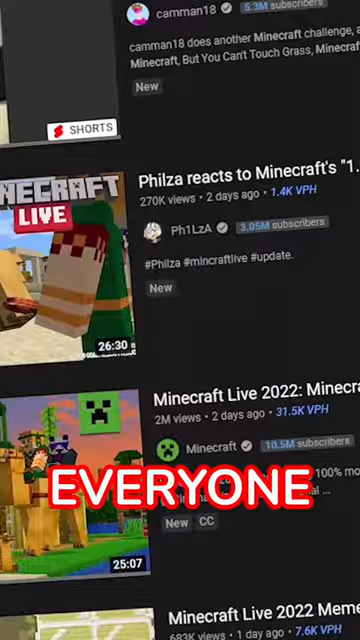 camman18 5.3M subscribers
camman18 does another Minecraft challenge, a
Minecraft, But You Can't Touch Grass, Minecraf
New
SHORTS
Philza reacts to Minecraft's "1.
270K views • 2 days ago • 1.4K VPH
MINECRAFT
LIVE
Ph1LzA 3.05M subscribers
#Philza #mincraftlive #update.
New
26:30
Minecraft Live 2022: Minecra
2M views • 2 days ago • 31.5K VPH
Minecraft 10.5M subscribers
100% mo
EVERYONE
New CC
25:07
Minecraft Live 2022 Meme
683K views • 1 day ago • 7.6K VPH